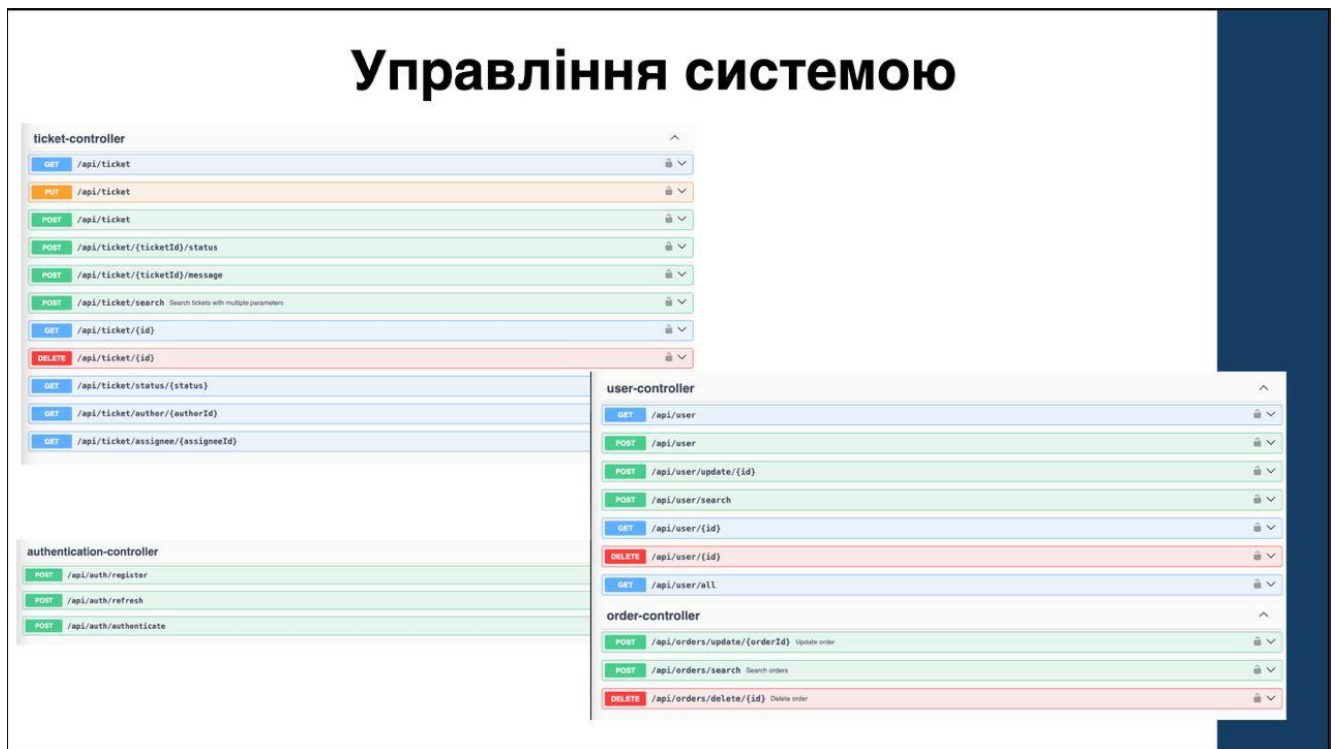 Управління системою
ticket-controller
GET /api/ticket
PUT /api/ticket
POST /api/ticket
POST /api/ticket/{ticketId}/status
POST /api/ticket/{ticketId}/message
POST /api/ticket/search Search tickets with multiple parameters
GET /api/ticket/{id}
DELETE /api/ticket/{id}
GET /api/ticket/status/{status}
GET /api/ticket/author/{authorId}
GET /api/ticket/assignee/{assigneeId}
authentication-controller
POST /api/auth/register
POST /api/auth/refresh
POST /api/auth/authenticate
user-controller
GET /api/user
POST /api/user
POST /api/user/update/{id}
POST /api/user/search
GET /api/user/{id}
DELETE /api/user/{id}
GET /api/user/all
order-controller
POST /api/orders/update/{orderId} Update order
POST /api/orders/search Search orders
DELETE /api/orders/delete/{id} Delete order